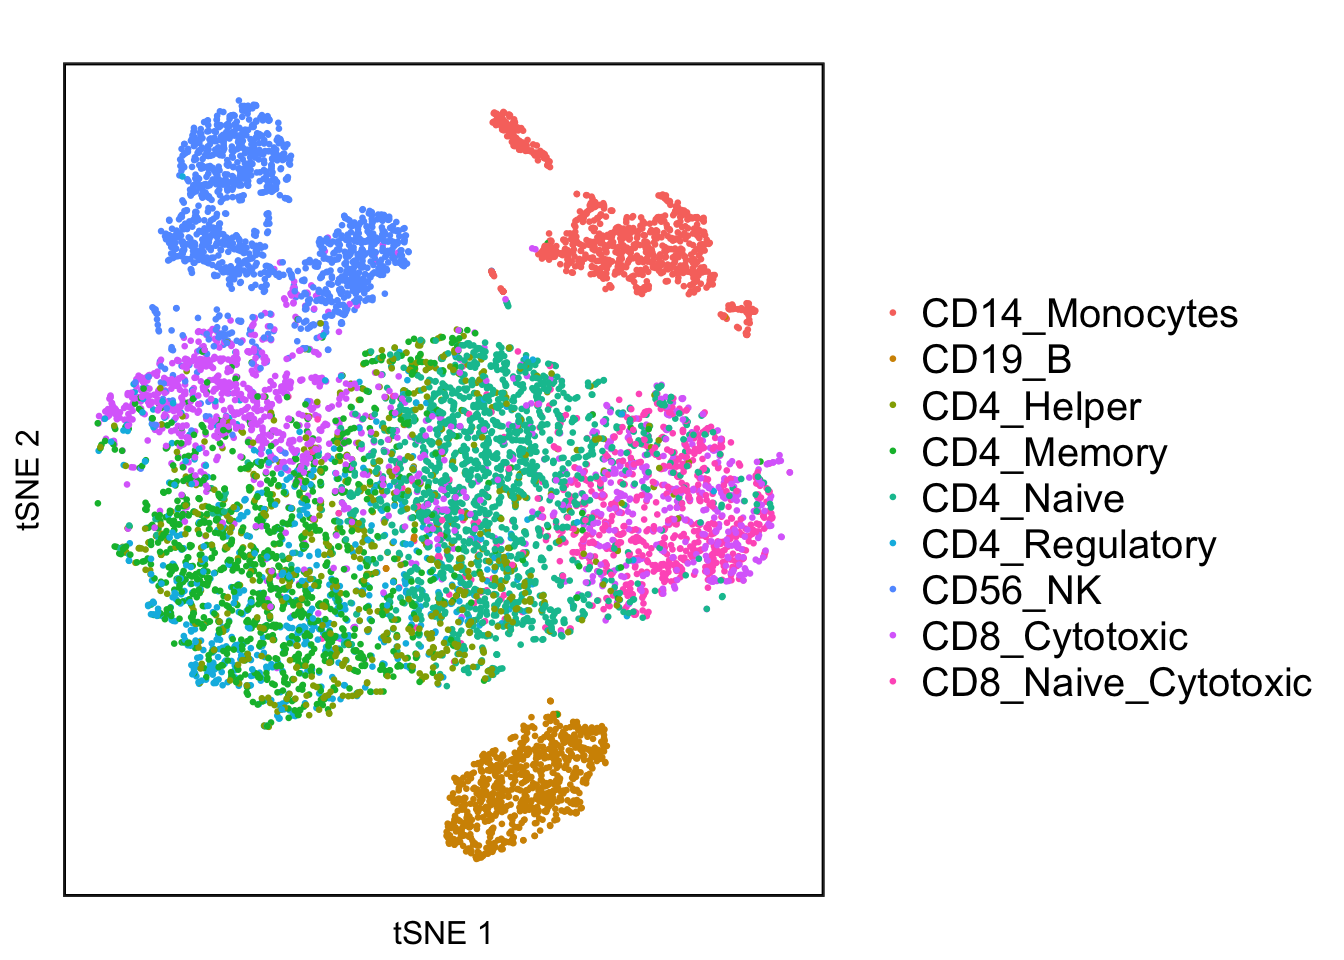 tSNE 2
tSNE 1
CD14_Monocytes
CD19_B
CD4_Helper
CD4_Memory
CD4_Naive
CD4_Regulatory
CD56_NK
CD8_Cytotoxic
CD8_Naive_Cytotoxic